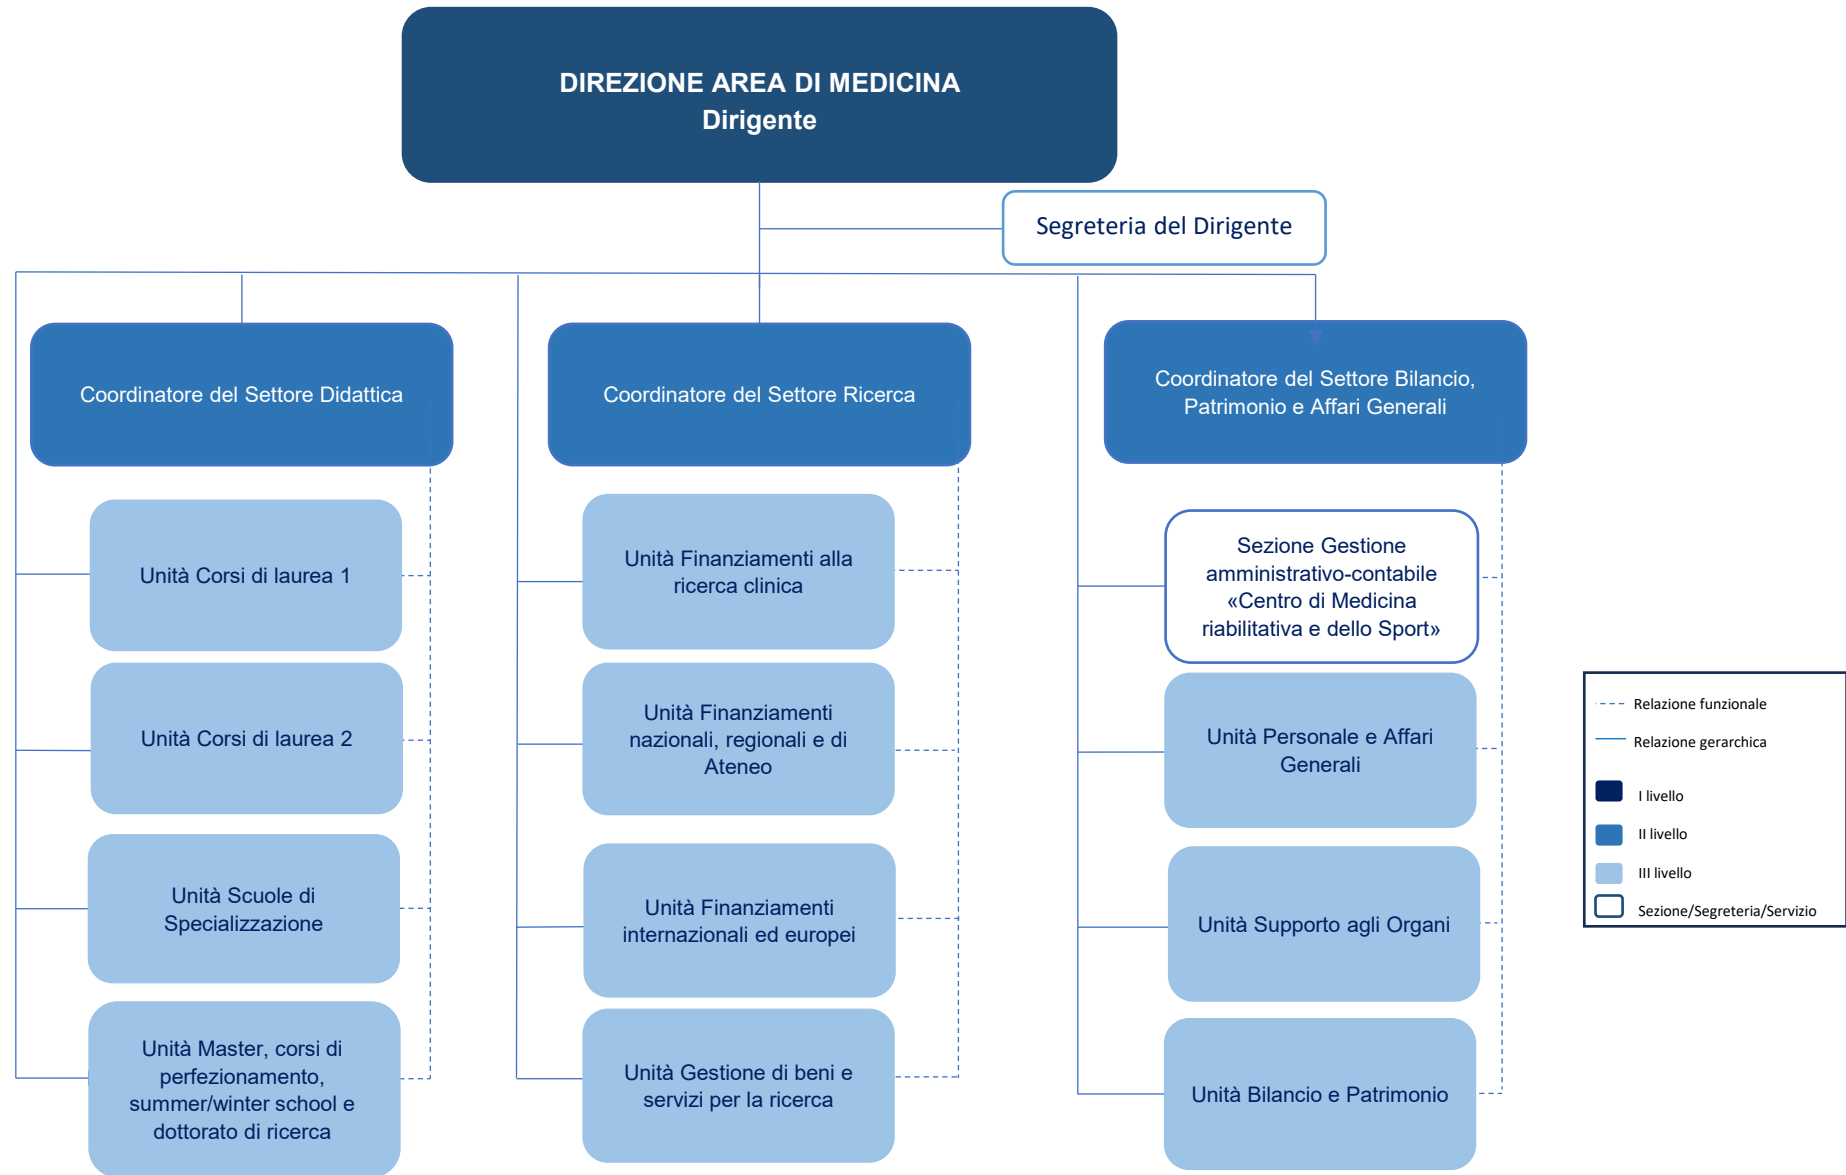 DIREZIONE AREA DI MEDICINA
Dirigente
Segreteria del Dirigente
Coordinatore del Settore Didattica
Coordinatore del Settore Ricerca
Coordinatore del Settore Bilancio,
Patrimonio e Affari Generali
Unità Corsi di laurea 1
Unità Corsi di laurea 2
Unità Scuole di
Specializzazione
Unità Master, corsi di
perfezionamento,
summer/winter school e
dottorato di ricerca
Unità Finanziamenti alla
ricerca clinica
Unità Finanziamenti
nazionali, regionali e di
Ateneo
Unità Finanziamenti
internazionali ed europei
Unità Gestione di beni e
servizi per la ricerca
Sezione Gestione
amministrativo-contabile
«Centro di Medicina
riabilitativa e dello Sport»
Unità Personale e Affari
Generali
Unità Supporto agli Organi
Unità Bilancio e Patrimonio
Relazione funzionale
Relazione gerarchica
I livello
II livello
III livello
Sezione/Segreteria/Servizio